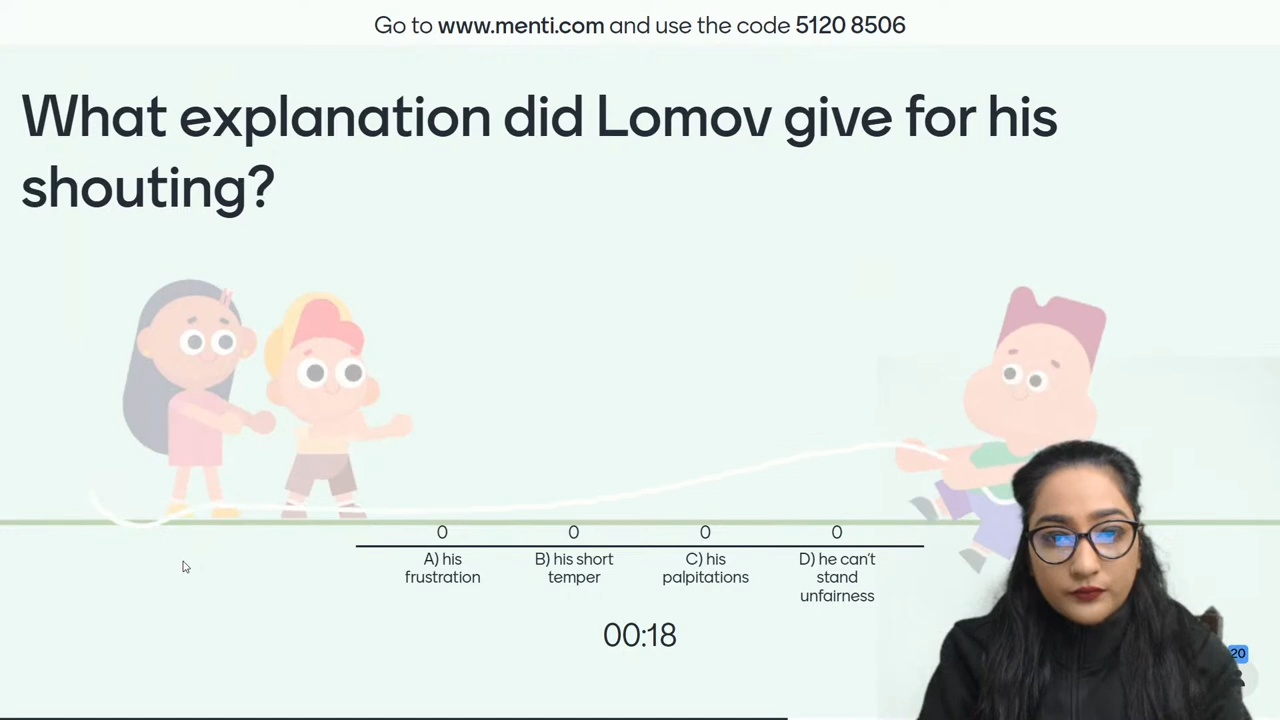 Go to www.menti.com and use the code 5120 8506
What explanation did Lomov give for his
shouting?
0 0 0 0
A) his B) his short C) his D) he can't
frustration temper palpitations stand
unfairness
00:18
20